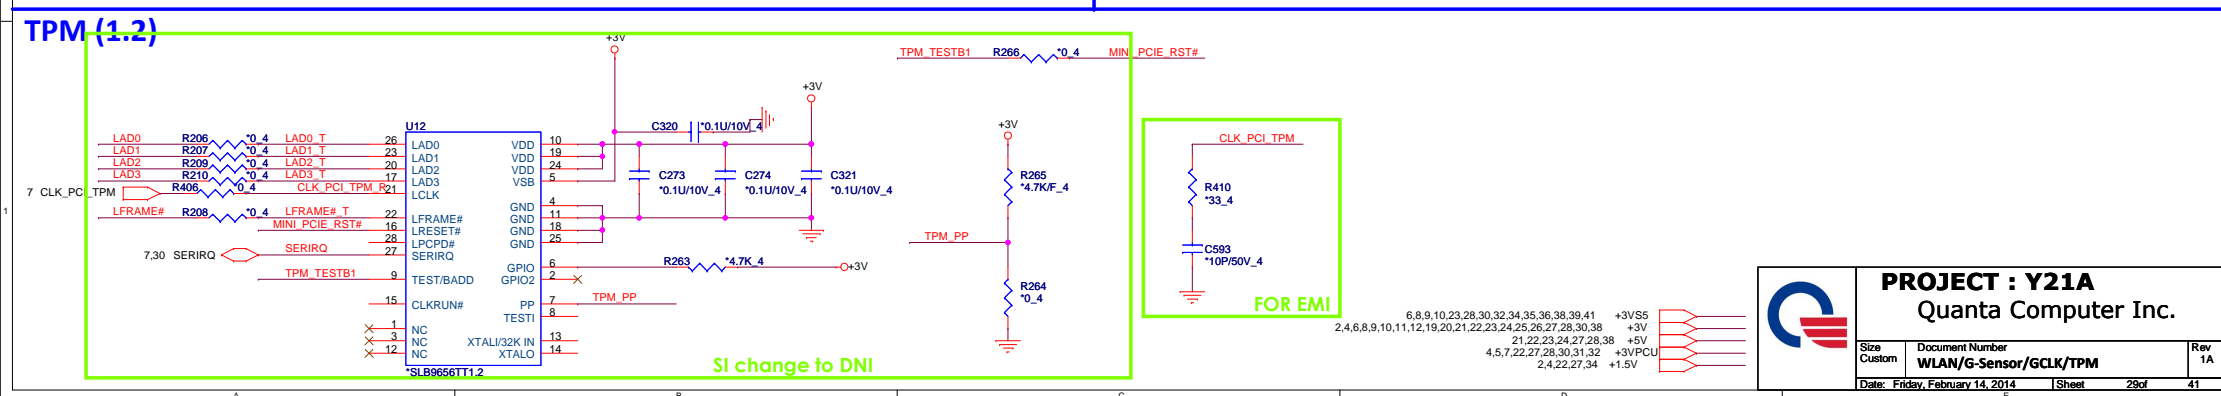 TPM (1.2)
+3V
TPM_TESTB1 R266 *0_4 MINI_PCIE_RST#
+3V
U12
C320 *0.1U/10V_4
+3V
CLK_PCI_TPM
LAD0 R206 *0_4 LAD0_T 26 LAD0 VDD 10
LAD1 R207 *0_4 LAD1_T 23 LAD1 VDD 19
LAD2 R209 *0_4 LAD2_T 20 LAD2 VDD 24
LAD3 R210 *0_4 LAD3_T 17 LAD3 VSB 5
C273 *0.1U/10V_4
C274 *0.1U/10V_4
C321 *0.1U/10V_4
R265 *4.7K/F_4
R410 *33_4
7 CLK_PCI_TPM R406 *0_4 CLK_PCI_TPM_R 21 LCLK
GND 4
LFRAME# R208 *0_4 LFRAME#_T 22 LFRAME# GND 11
MINI_PCIE_RST# 16 LRESET# GND 18
28 LPCPD# GND 25
TPM_PP
7,30 SERIRQ SERIRQ 27 SERIRQ
C593 *10P/50V_4
GPIO 6 R263 *4.7K_4 +3V
TPM_TESTB1 9 TEST/BADD GPIO2 2
R264 *0_4
15 CLKRUN# PP 7 TPM_PP
TESTI 8
FOR EMI
1 NC
3 NC XTALI/32K IN 13
12 NC XTALO 14
*SLB9656TT1.2
SI change to DNI
6,8,9,10,23,28,30,32,34,35,36,38,39,41 +3VS5
2,4,6,8,9,10,11,12,19,20,21,22,23,24,25,26,27,28,30,38 +3V
21,22,23,24,27,28,38 +5V
4,5,7,22,27,28,30,31,32 +3VPCU
2,4,22,27,34 +1.5V
PROJECT : Y21A
Quanta Computer Inc.
Size Custom
Document Number
WLAN/G-Sensor/GCLK/TPM
Rev 1A
Date: Friday, February 14, 2014 Sheet 29 of 41
1
A B C D E